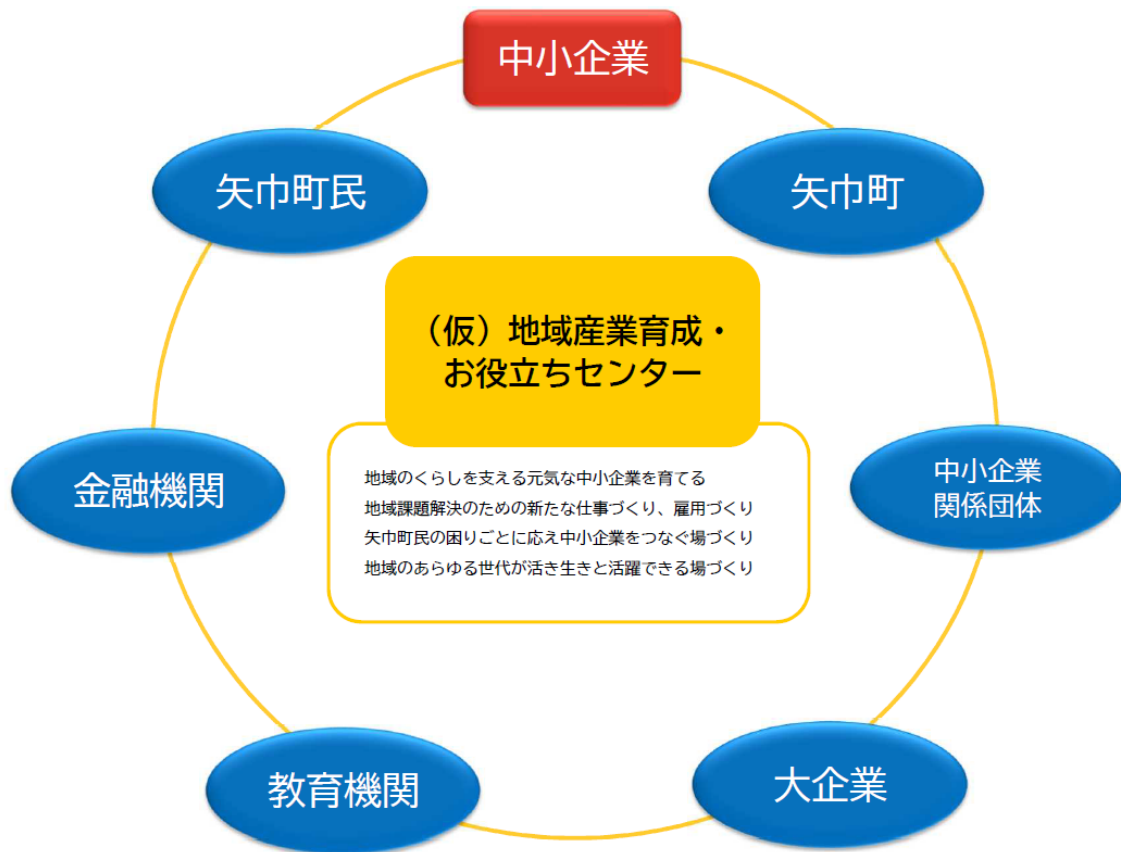 中小企業
矢巾町民
矢巾町
（仮）地域産業育成・
お役立ちセンター
地域のくらしを支える元気な中小企業を育てる
地域課題解決のための新たな仕事づくり、雇用づくり
矢巾町民の困りごとに応え中小企業をつなぐ場づくり
地域のあらゆる世代が活き生きと活躍できる場づくり
金融機関
中小企業
関係団体
教育機関
大企業